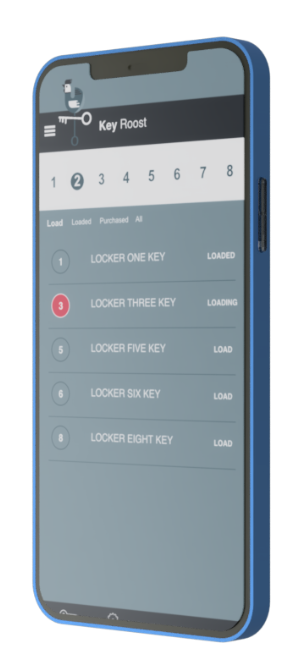 Key Roost
1 2 3 4 5 6 7 8
Load Loaded Purchased All
1 LOCKER ONE KEY LOADED
3 LOCKER THREE KEY LOADING
5 LOCKER FIVE KEY LOAD
6 LOCKER SIX KEY LOAD
8 LOCKER EIGHT KEY LOAD